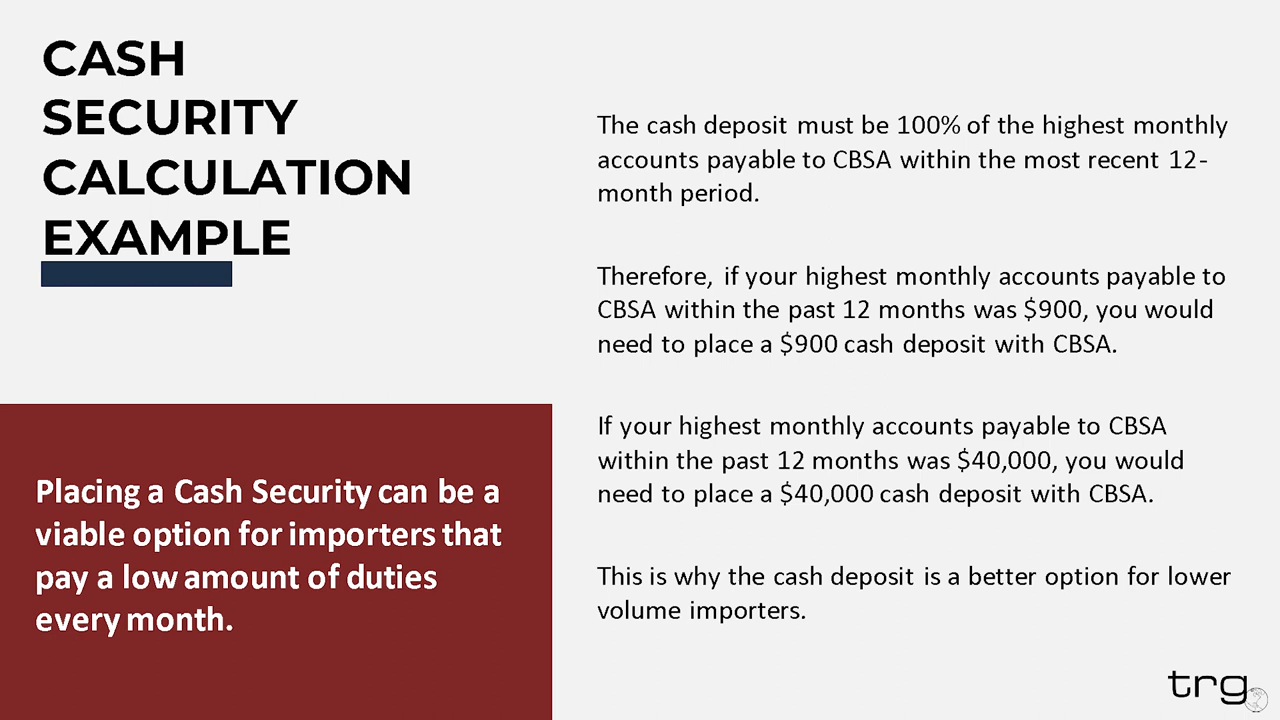 CASH
SECURITY
CALCULATION
EXAMPLE
Placing a Cash Security can be a
viable option for importers that
pay a low amount of duties
every month.
The cash deposit must be 100% of the highest monthly
accounts payable to CBSA within the most recent 12-
month period.
Therefore, if your highest monthly accounts payable to
CBSA within the past 12 months was $900, you would
need to place a $900 cash deposit with CBSA.
If your highest monthly accounts payable to CBSA
within the past 12 months was $40,000, you would
need to place a $40,000 cash deposit with CBSA.
This is why the cash deposit is a better option for lower
volume importers.
trg